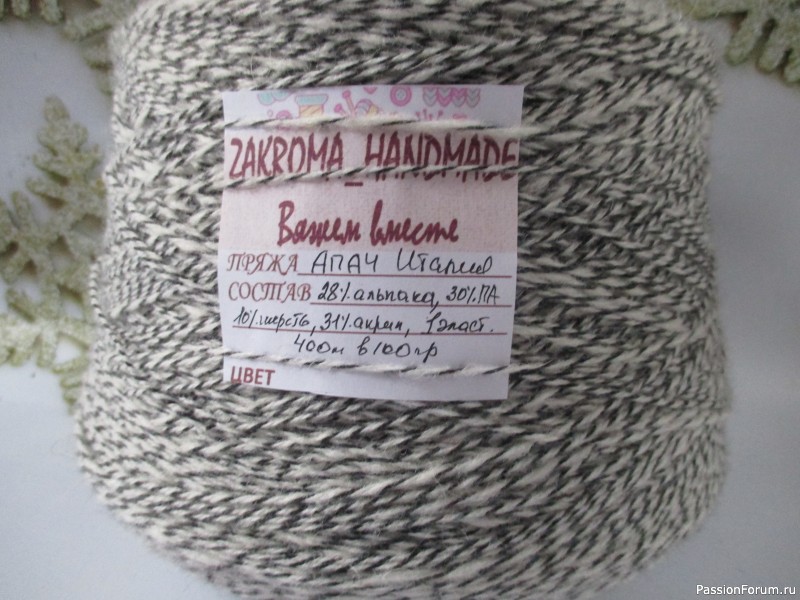 ZAKROMA_HANDMADE
Вяжем вместе
ПРЯЖА АПАЧ Италия
СОСТАВ 28% альпака, 30% ПА
10% шерсть, 31% акрил, 1 эласт.
400м в 100гр
ЦВЕТ
PassionForum.ru